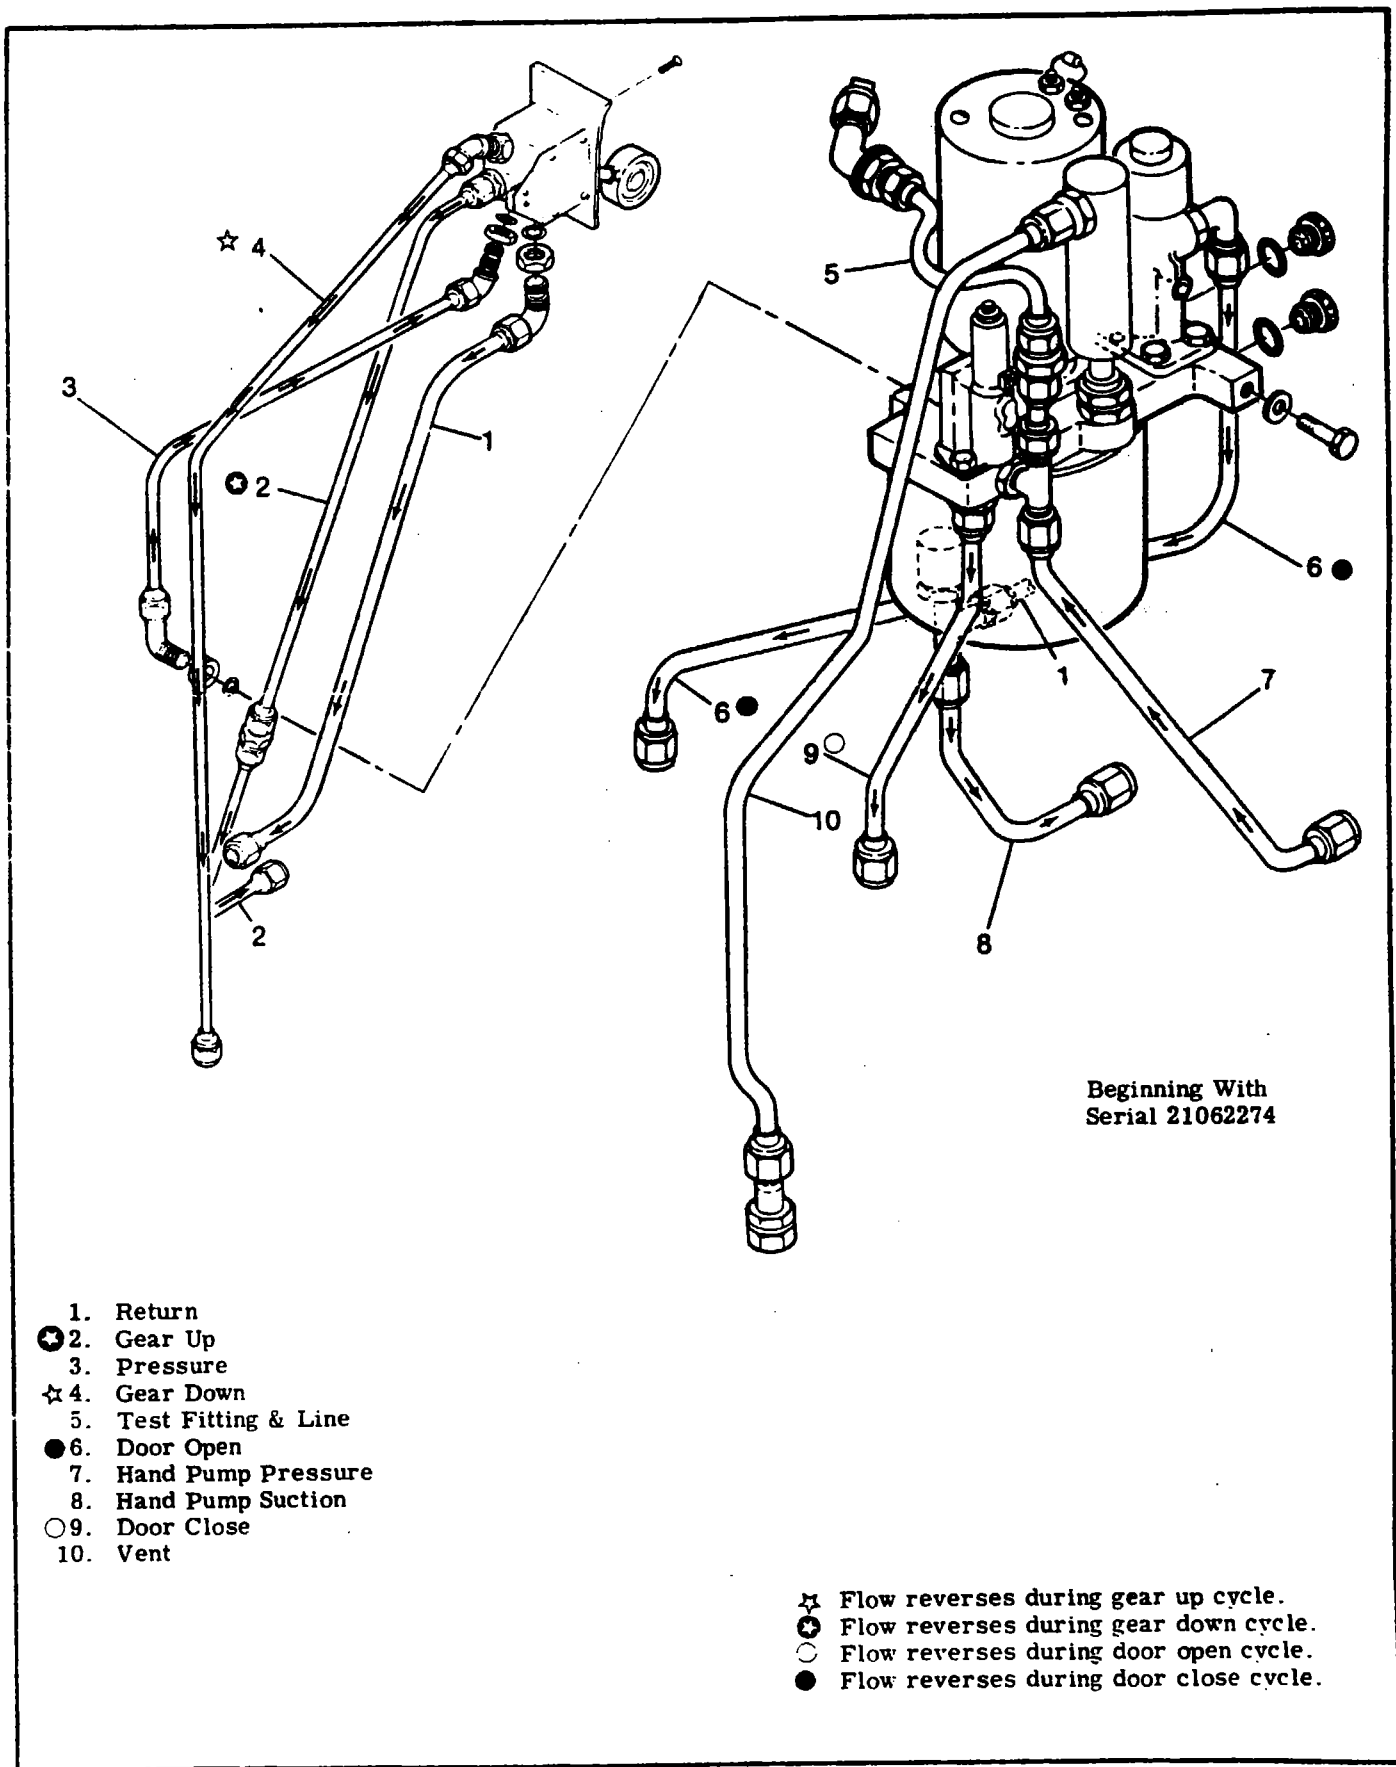 ☆ 4
3
1
✪ 2
2
5
6 ●
1
6 ●
7
9 ○
10
8
Beginning With
Serial 21062274
1. Return
✪ 2. Gear Up
3. Pressure
☆ 4. Gear Down
5. Test Fitting & Line
● 6. Door Open
7. Hand Pump Pressure
8. Hand Pump Suction
○ 9. Door Close
10. Vent
☆ Flow reverses during gear up cycle.
✪ Flow reverses during gear down cycle.
○ Flow reverses during door open cycle.
● Flow reverses during door close cycle.